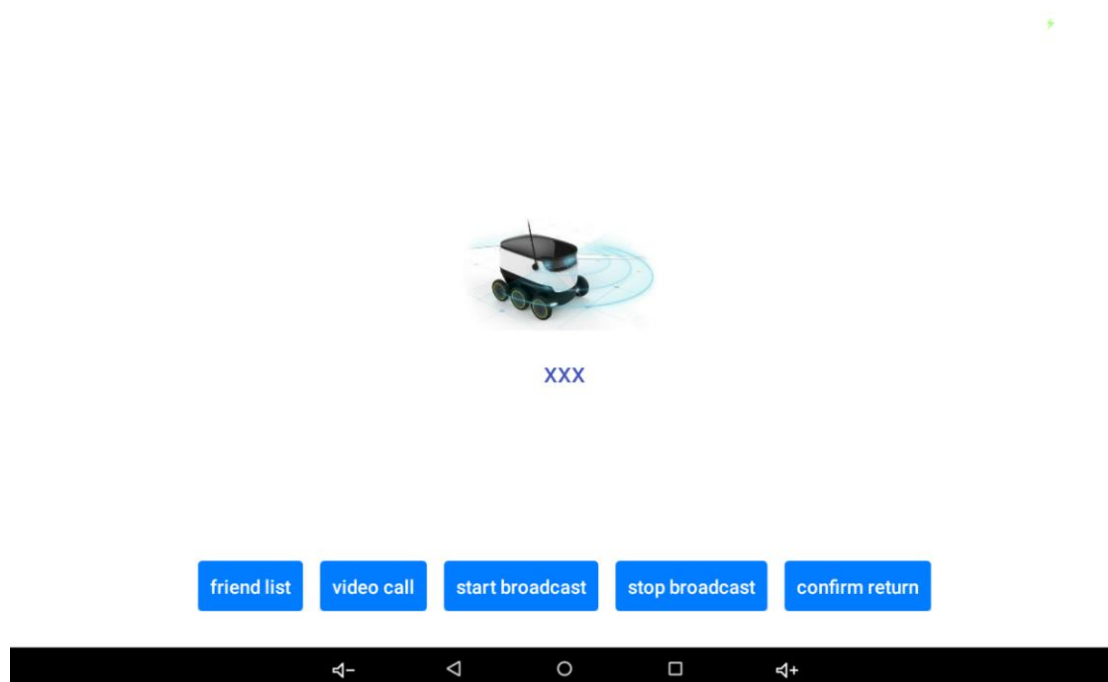 XXX
friend list
video call
start broadcast
stop broadcast
confirm return